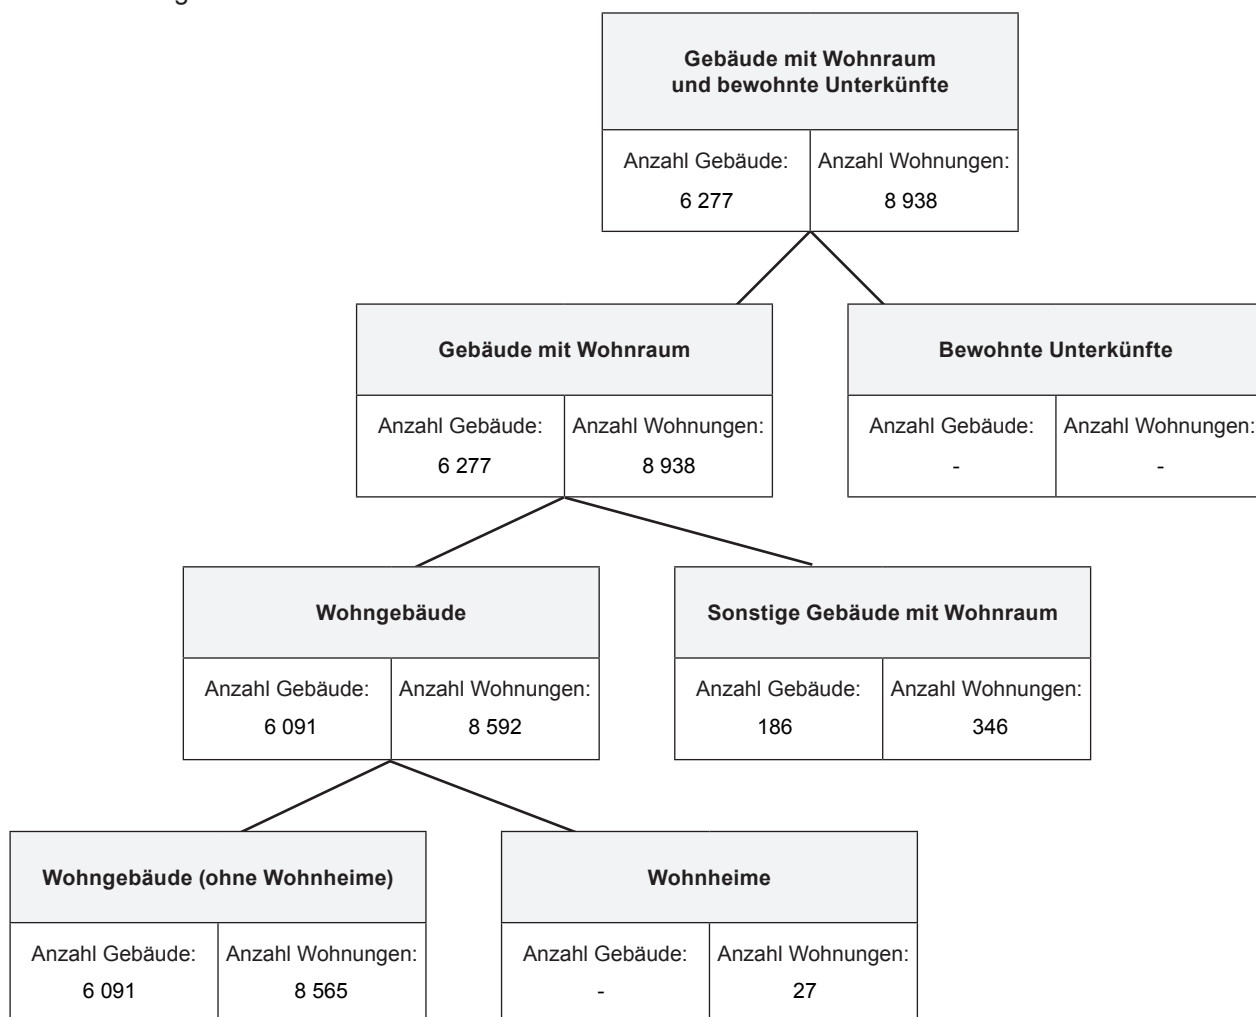 Gebäude mit Wohnraum
und bewohnte Unterkünfte
Anzahl Gebäude: Anzahl Wohnungen:
6 277 8 938
Gebäude mit Wohnraum
Anzahl Gebäude: Anzahl Wohnungen:
6 277 8 938
Bewohnte Unterkünfte
Anzahl Gebäude: Anzahl Wohnungen:
- -
Wohngebäude
Anzahl Gebäude: Anzahl Wohnungen:
6 091 8 592
Sonstige Gebäude mit Wohnraum
Anzahl Gebäude: Anzahl Wohnungen:
186 346
Wohngebäude (ohne Wohnheime)
Anzahl Gebäude: Anzahl Wohnungen:
6 091 8 565
Wohnheime
Anzahl Gebäude: Anzahl Wohnungen:
- 27